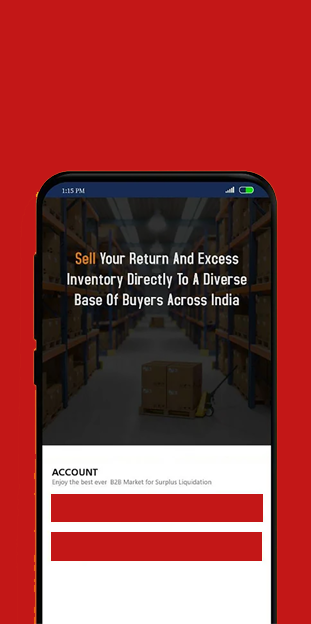 1:15 PM
Sell Your Return And Excess
Inventory Directly To A Diverse
Base Of Buyers Across India
ACCOUNT
Enjoy the best ever B2B Market for Surplus Liquidation